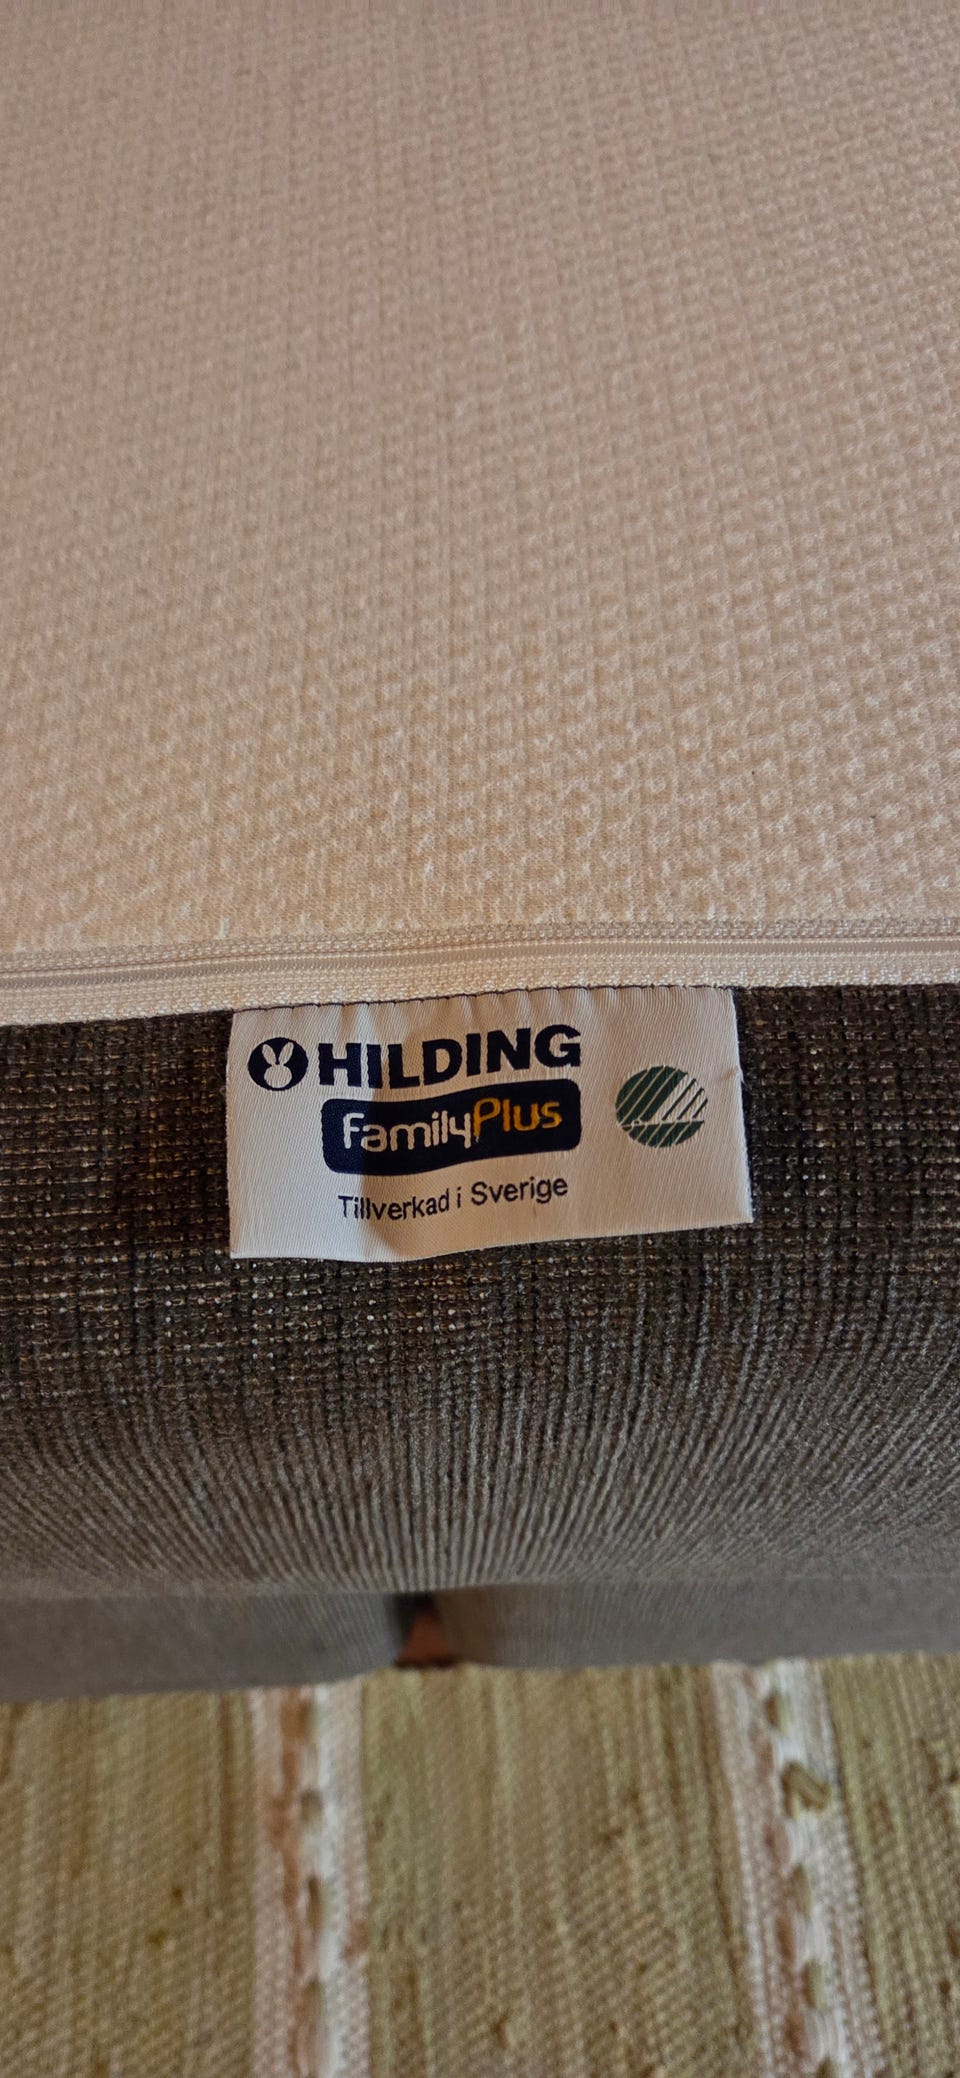 HILDING
FamilyPlus
Tillverkad i Sverige